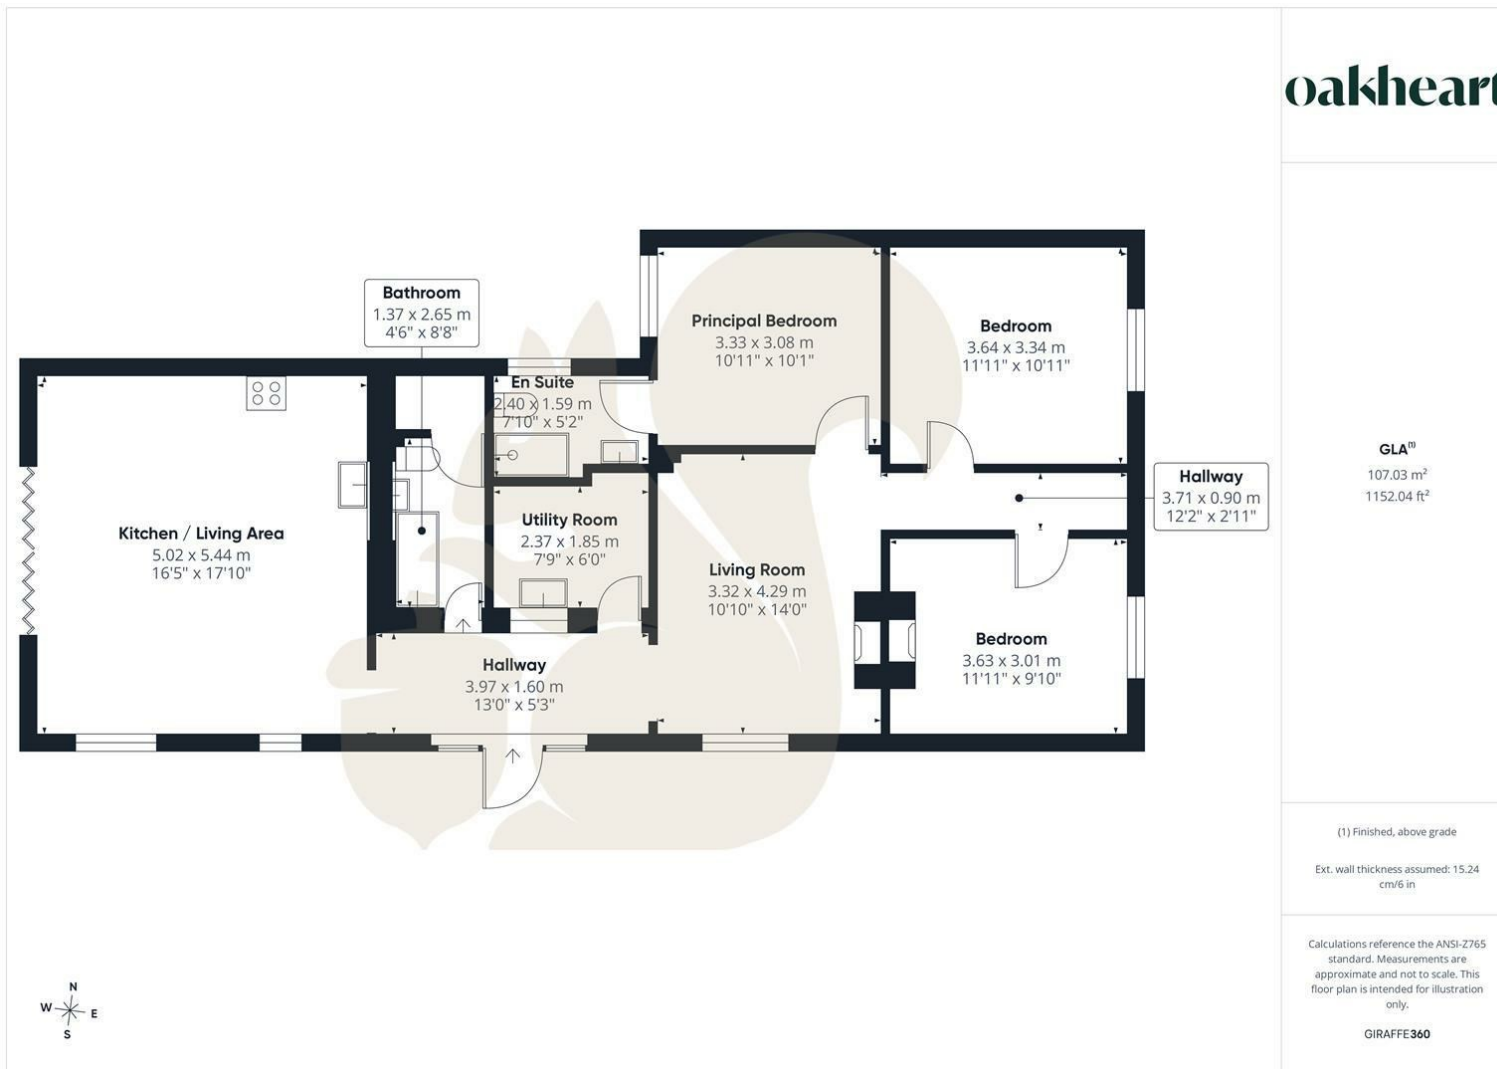 oakheart
Bathroom
1.37 x 2.65 m
4'6" x 8'8"
Principal Bedroom
3.33 x 3.08 m
10'11" x 10'1"
Bedroom
3.64 x 3.34 m
11'11" x 10'11"
En Suite
2.40 x 1.59 m
7'10" x 5'2"
Hallway
3.71 x 0.90 m
12'2" x 2'11"
Kitchen / Living Area
5.02 x 5.44 m
16'5" x 17'10"
Utility Room
2.37 x 1.85 m
7'9" x 6'0"
Living Room
3.32 x 4.29 m
10'10" x 14'0"
Bedroom
3.63 x 3.01 m
11'11" x 9'10"
Hallway
3.97 x 1.60 m
13'0" x 5'3"
N
W
E
S
GLA(1)
107.03 m²
1152.04 ft²
(1) Finished, above grade
Ext. wall thickness assumed: 15.24
cm/6 in
Calculations reference the ANSI-Z765
standard. Measurements are
approximate and not to scale. This
floor plan is intended for illustration
only.
GIRAFFE360